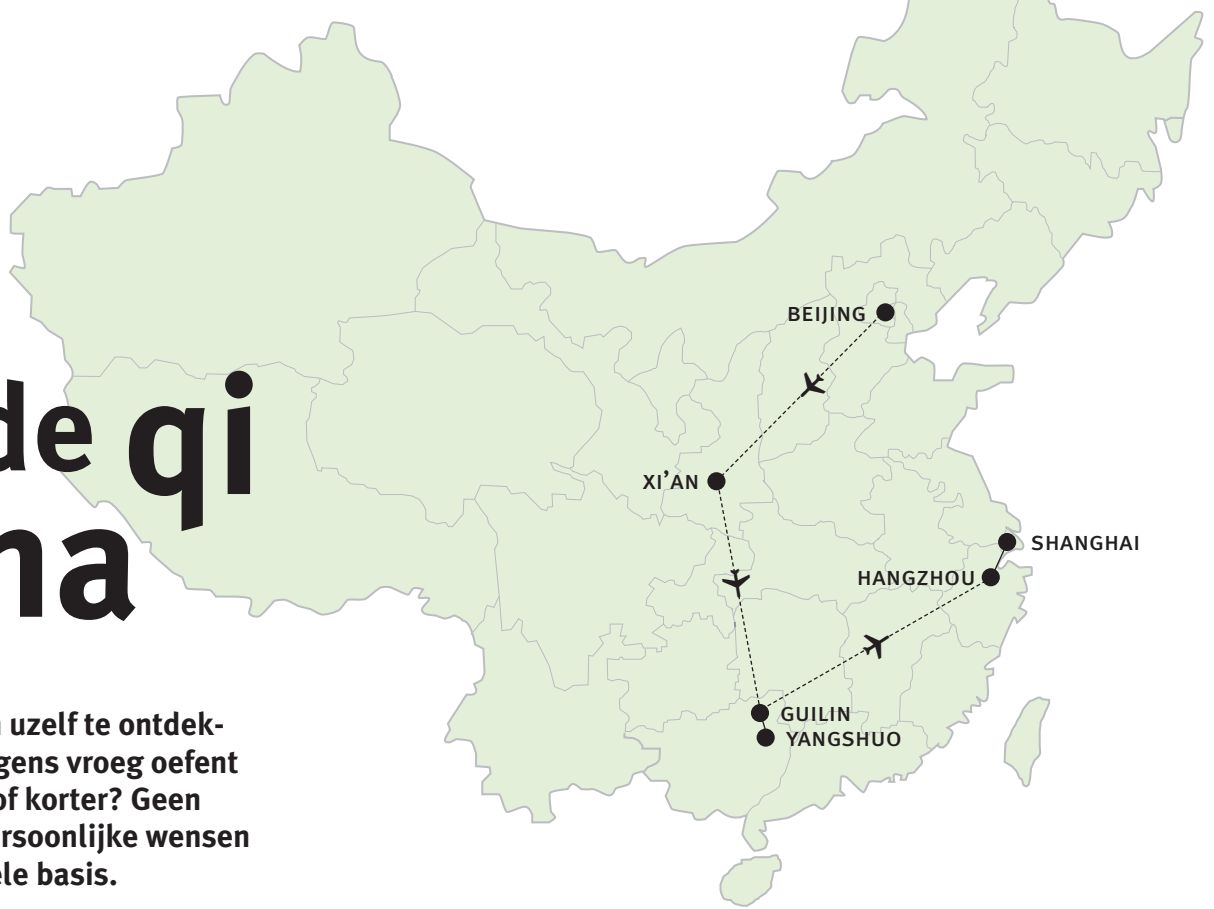 de qi
na
uzelf te ontdek-
gens vroeg oefent
of korter? Geen
rsoonlijke wensen
ele basis.
BEIJING
XI'AN
SHANGHAI
HANGZHOU
GUILIN
YANGSHUO